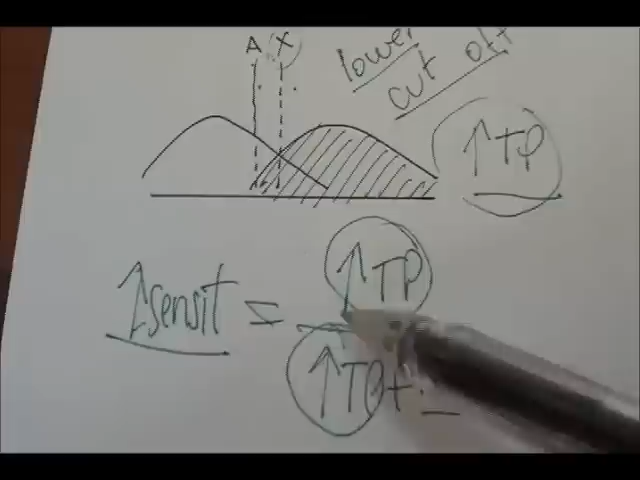 A X
lower
cut off
↑TP
↑sensit = ↑TP
↑TP+